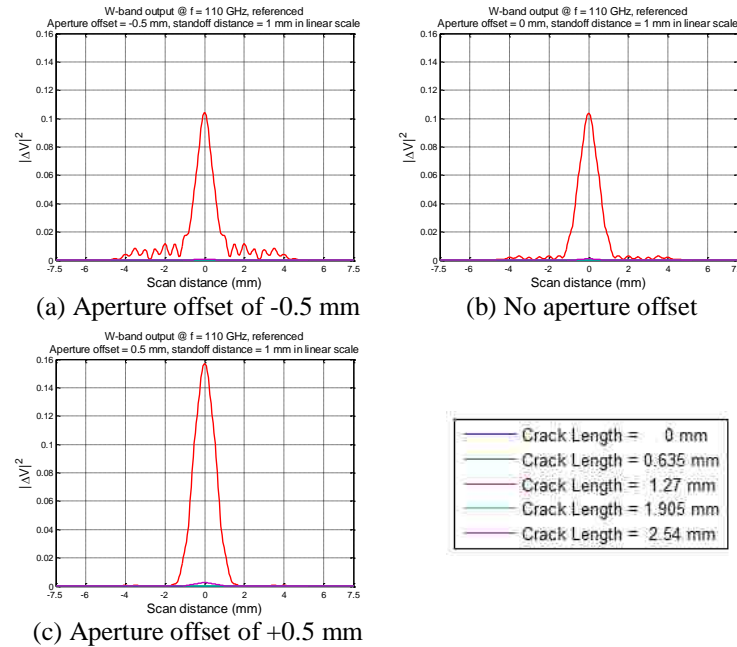 W-band output @ f = 110 GHz, referenced
Aperture offset = -0.5 mm, standoff distance = 1 mm in linear scale
0.16
0.14
0.12
0.1
0.08
0.06
0.04
0.02
0
|ΔV|²
-7.5 -6 -4 -2 0 2 4 6 7.5
Scan distance (mm)
(a) Aperture offset of -0.5 mm
W-band output @ f = 110 GHz, referenced
Aperture offset = 0 mm, standoff distance = 1 mm in linear scale
0.16
0.14
0.12
0.1
0.08
0.06
0.04
0.02
0
|ΔV|²
-7.5 -6 -4 -2 0 2 4 6
Scan distance (mm)
(b) No aperture offset
W-band output @ f = 110 GHz, referenced
Aperture offset = 0.5 mm, standoff distance = 1 mm in linear scale
0.16
0.14
0.12
0.1
0.08
0.06
0.04
0.02
0
|ΔV|²
-7.5 -6 -4 -2 0 2 4 6 7.5
Scan distance (mm)
(c) Aperture offset of +0.5 mm
Crack Length = 0 mm
Crack Length = 0.635 mm
Crack Length = 1.27 mm
Crack Length = 1.905 mm
Crack Length = 2.54 mm